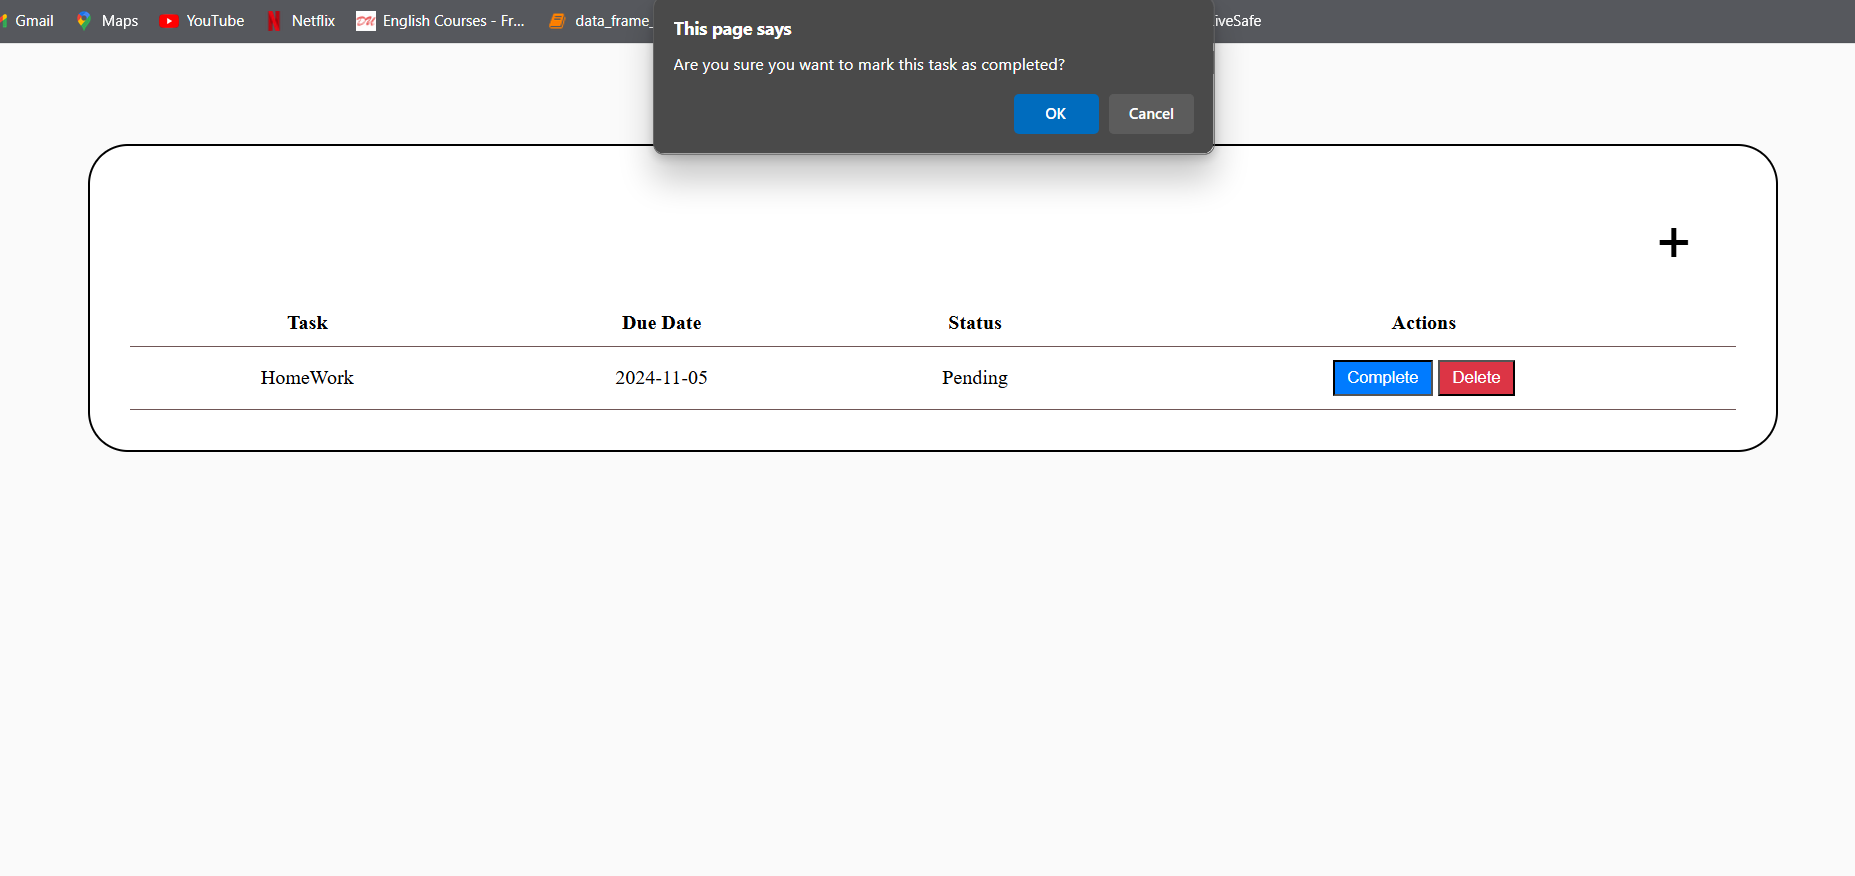 Gmail Maps YouTube Netflix DU English Courses - Fr... data_frame_ iveSafe
This page says
Are you sure you want to mark this task as completed?
OK Cancel
+
Task Due Date Status Actions
HomeWork 2024-11-05 Pending Complete Delete